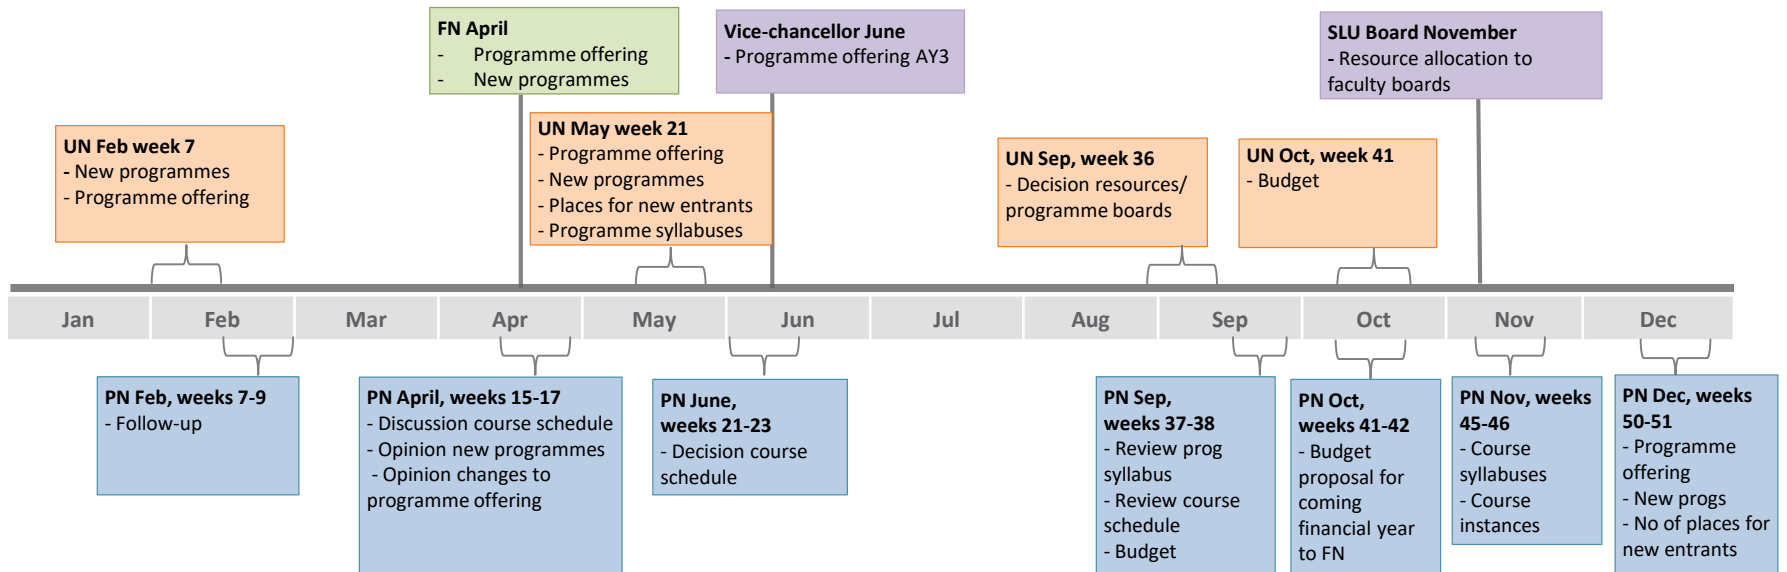 FN April
- Programme offering
- New programmes
Vice-chancellor June
- Programme offering AY3
SLU Board November
- Resource allocation to
faculty boards
UN Feb week 7
- New programmes
- Programme offering
UN May week 21
- Programme offering
- New programmes
- Places for new entrants
- Programme syllabuses
UN Sep, week 36
- Decision resources/
programme boards
UN Oct, week 41
- Budget
Jan
Feb
Mar
Apr
May
Jun
Jul
Aug
Sep
Oct
Nov
Dec
PN Feb, weeks 7-9
- Follow-up
PN April, weeks 15-17
- Discussion course schedule
- Opinion new programmes
- Opinion changes to
programme offering
PN June,
weeks 21-23
- Decision course
schedule
PN Sep,
weeks 37-38
- Review prog
syllabus
- Review course
schedule
- Budget
PN Oct,
weeks 41-42
- Budget
proposal for
coming
financial year
to FN
PN Nov, weeks
45-46
- Course
syllabuses
- Course
instances
PN Dec, weeks
50-51
- Programme
offering
- New progs
- No of places for
new entrants